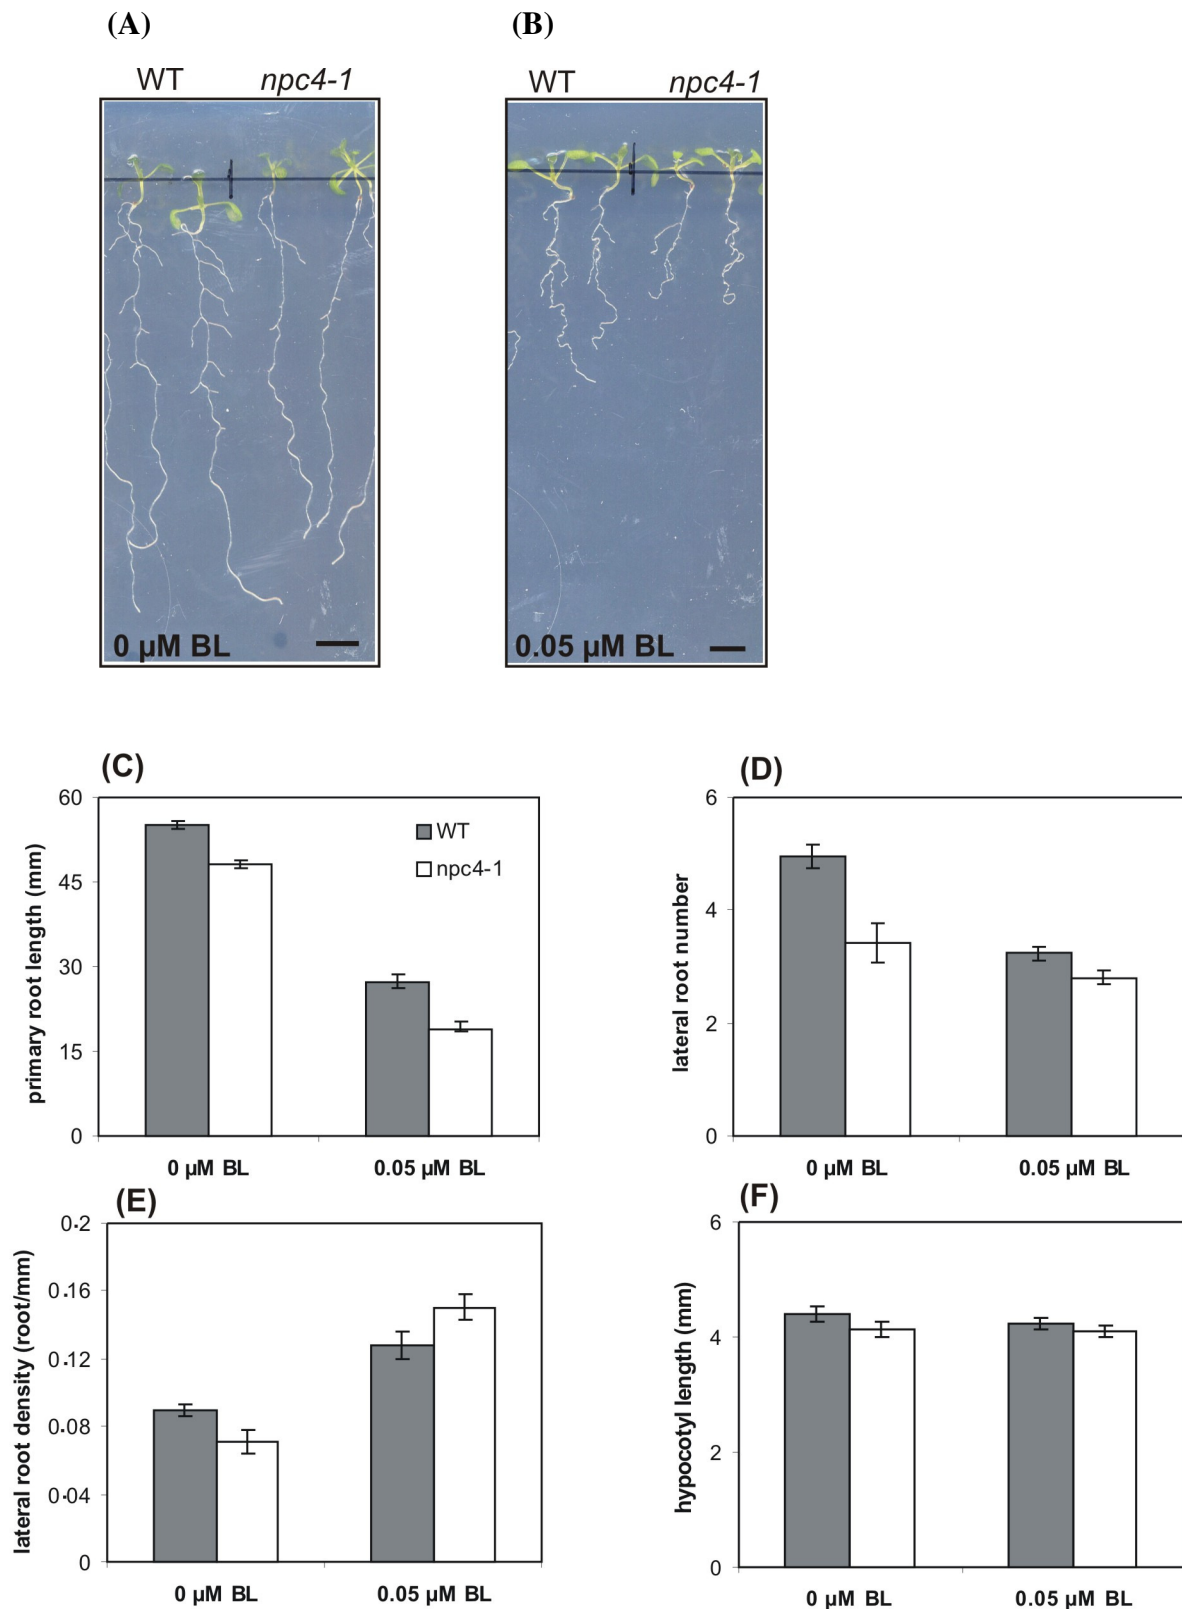 (A) (B)
WT npc4-1 WT npc4-1
0 µM BL 0.05 µM BL
(C)
primary root length (mm)
60
45
30
15
0
WT
npc4-1
0 µM BL 0.05 µM BL
(D)
lateral root number
6
4
2
0
0 µM BL 0.05 µM BL
(E)
lateral root density (root/mm)
0·2
0·16
0·12
0·08
0·04
0
0 µM BL 0.05 µM BL
(F)
hypocotyl length (mm)
6
4
2
0
0 µM BL 0.05 µM BL